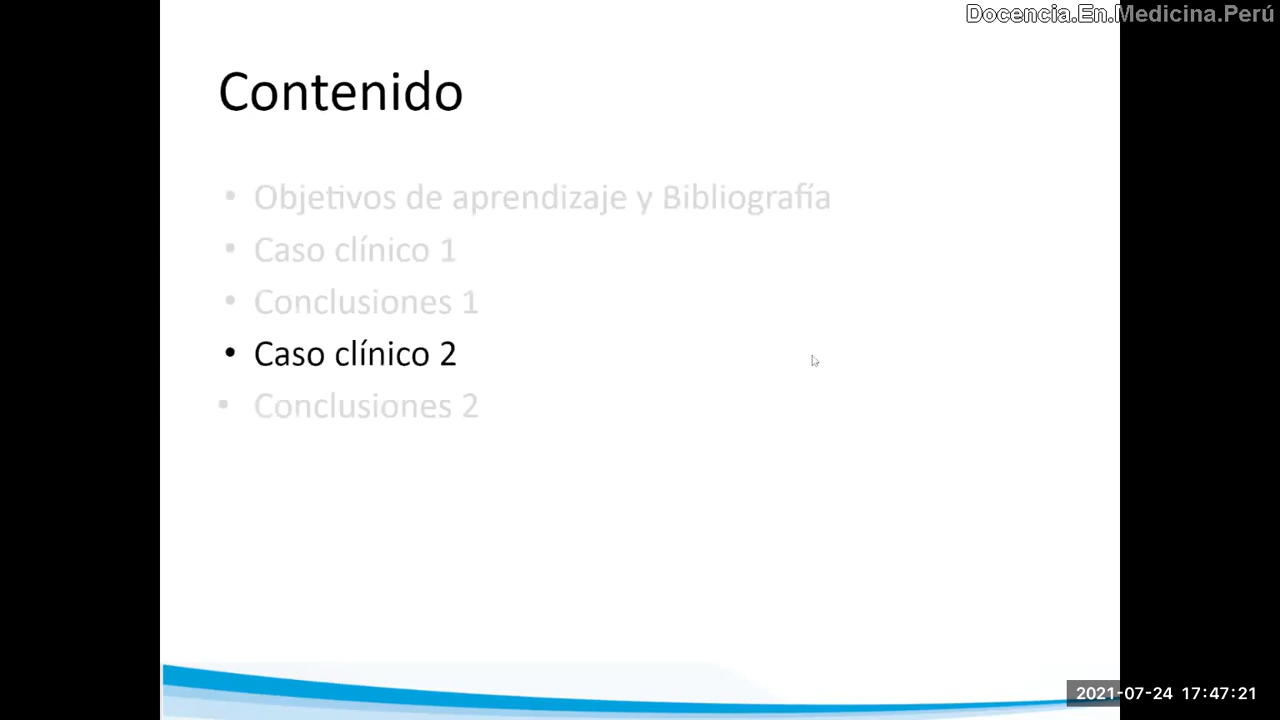 Docencia.En.Medicina.Perú
Contenido
• Objetivos de aprendizaje y Bibliografía
• Caso clínico 1
• Conclusiones 1
• Caso clínico 2
• Conclusiones 2
2021-07-24 17:47:21